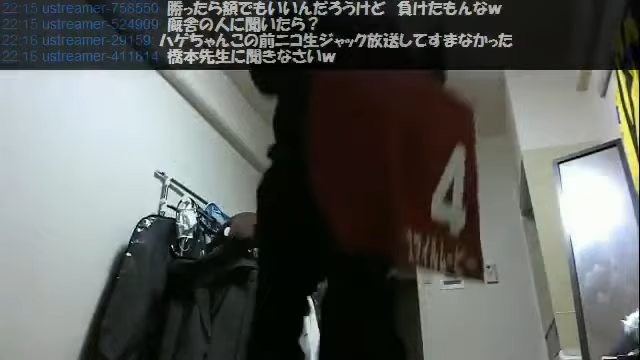 22:15 ustreamer-758550 勝ったら額でもいいんだろうけど 負けたもんなw
22:15 ustreamer-524909 厩舎の人に聞いたら？
22:16 ustreamer-29159 ハゲちゃんこの前ニコ生ジャック放送してすまなかった
22:16 ustreamer-411614 橋本先生に聞きなさいw
4